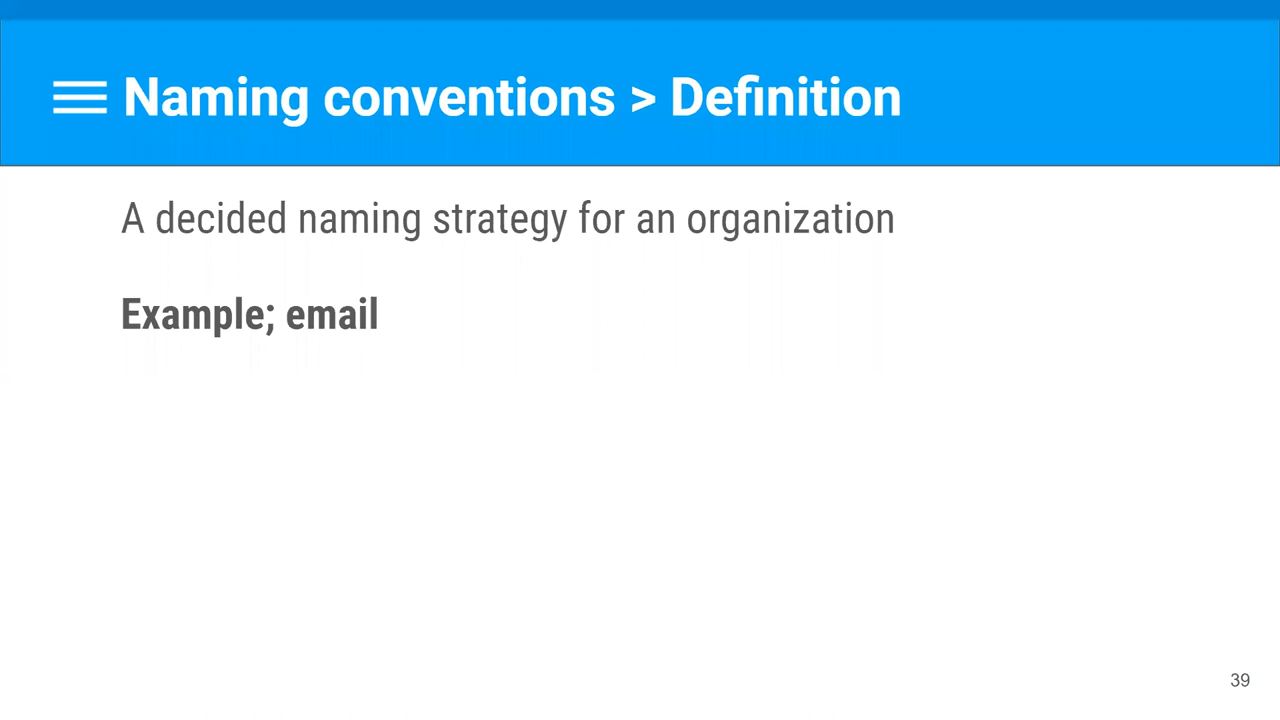 Naming conventions > Definition
A decided naming strategy for an organization
Example; email
39